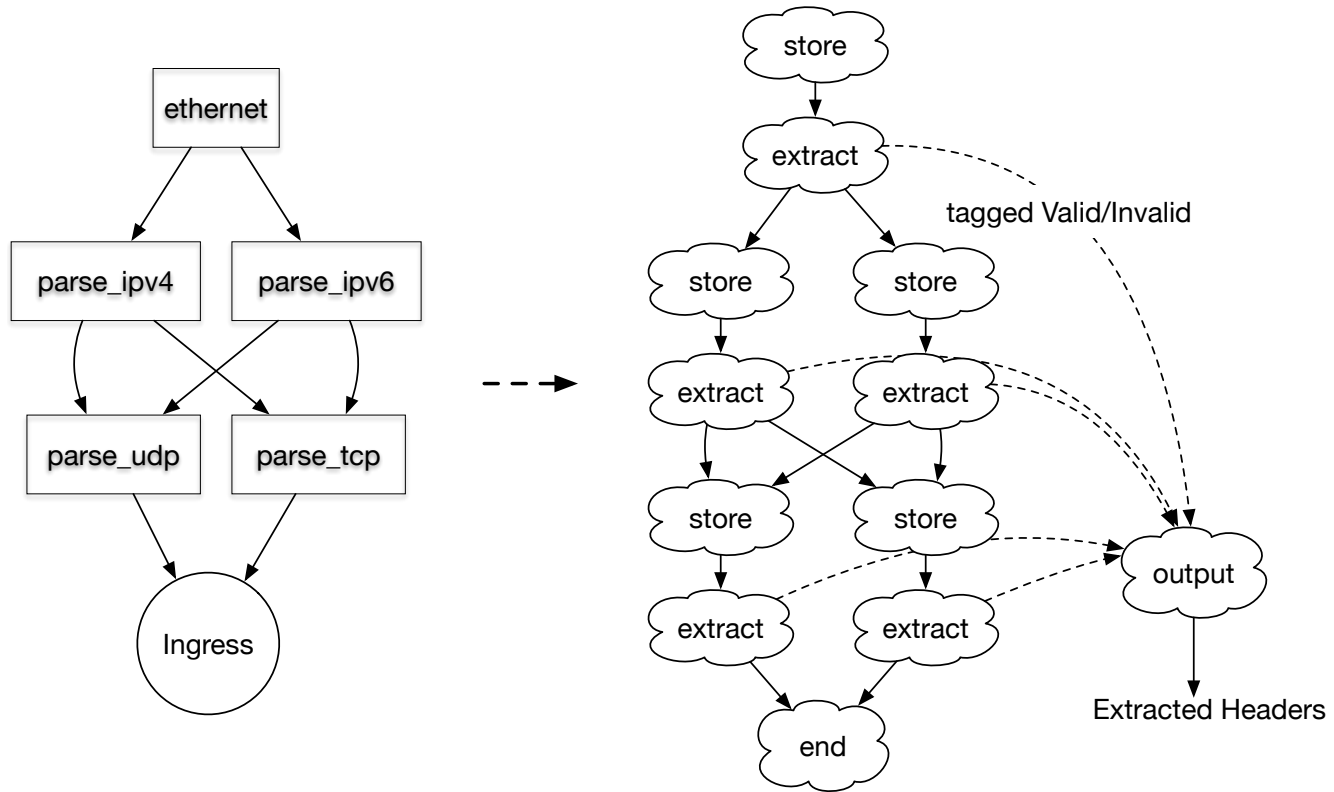 ethernet
parse_ipv4
parse_ipv6
parse_udp
parse_tcp
Ingress
store
extract
tagged Valid/Invalid
store
store
extract
extract
store
store
output
extract
extract
Extracted Headers
end